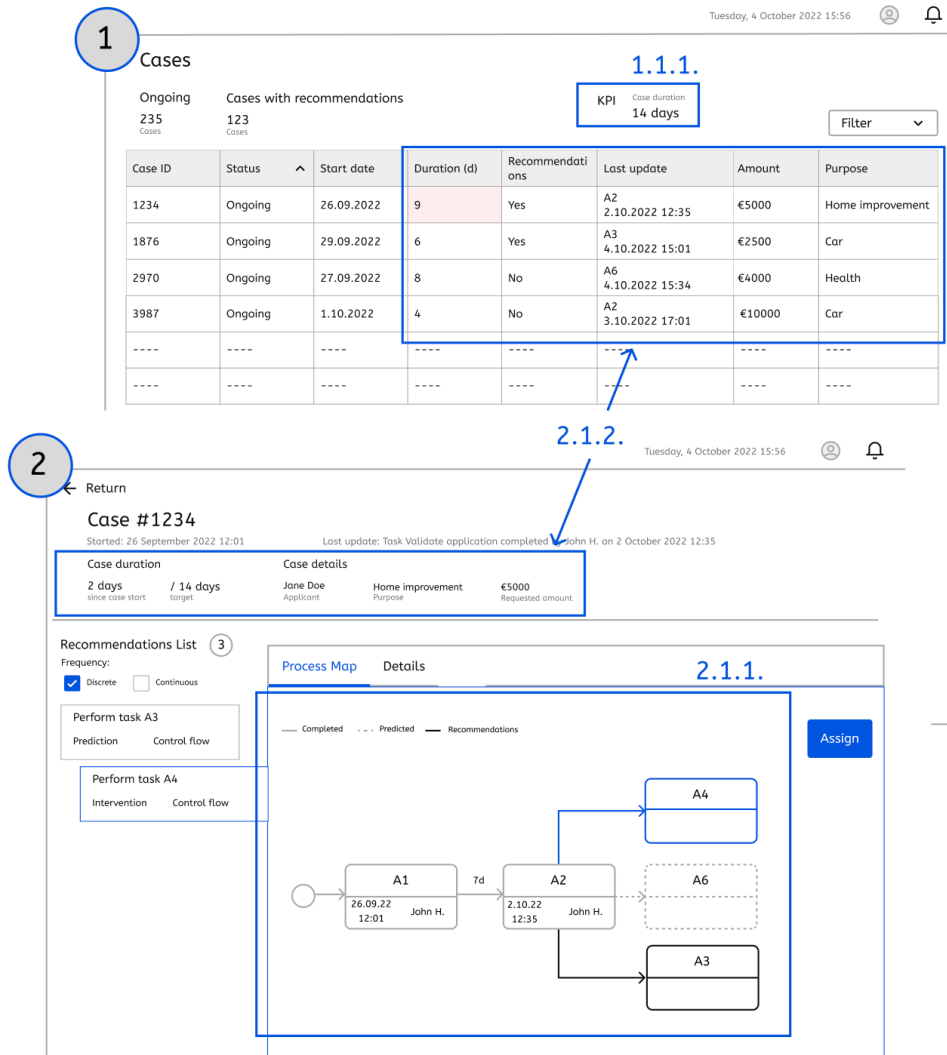 Tuesday, 4 October 2022 15:56
1
Cases
1.1.1.
Ongoing
Cases with recommendations
KPI
Case duration
14 days
235
Cases
123
Cases
Filter
Case ID Status Start date Duration (d) Recommendati Last update Amount Purpose
ons
1234 Ongoing 26.09.2022 9 Yes A2 €5000 Home improvement
2.10.2022 12:35
1876 Ongoing 29.09.2022 6 Yes A3 €2500 Car
4.10.2022 15:01
2970 Ongoing 27.09.2022 8 No A6 €4000 Health
4.10.2022 15:34
3987 Ongoing 1.10.2022 4 No A2 €10000 Car
3.10.2022 17:01
---- ---- ---- ---- ---- ---- ---- ----
---- ---- ---- ---- ---- ---- ---- ----
2.1.2.
2
Tuesday, 4 October 2022 15:56
Return
Case #1234
Started: 26 September 2022 12:01 Last update: Task Validate application completed by John H. on 2 October 2022 12:35
Case duration Case details
2 days / 14 days Jane Doe Home improvement €5000
since case start target Applicant Purpose Requested amount
Recommendations List 3
Frequency:
Discrete Continuous
Perform task A3
Prediction Control flow
Perform task A4
Intervention Control flow
Process Map Details
2.1.1.
Completed Predicted Recommendations
Assign
A4
A1 7d A2 A6
26.09.22 John H. 2.10.22 John H.
12:01 12:35
A3